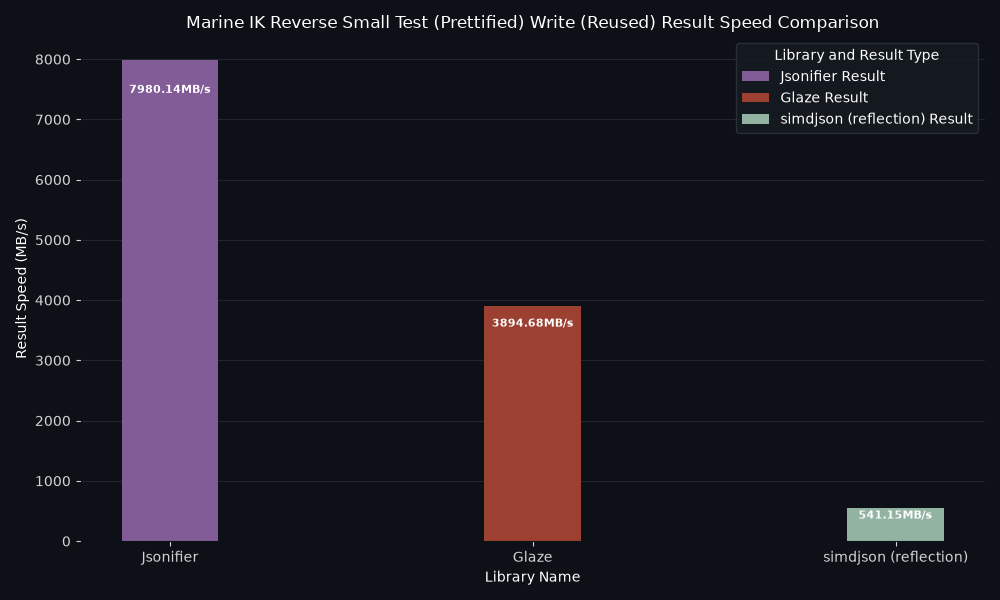 Marine IK Reverse Small Test (Prettified) Write (Reused) Result Speed Comparison
Library and Result Type
Jsonifier Result
Glaze Result
simdjson (reflection) Result
Result Speed (MB/s)
8000
7000
6000
5000
4000
3000
2000
1000
0
7980.14MB/s
3894.68MB/s
541.15MB/s
Jsonifier
Glaze
simdjson (reflection)
Library Name